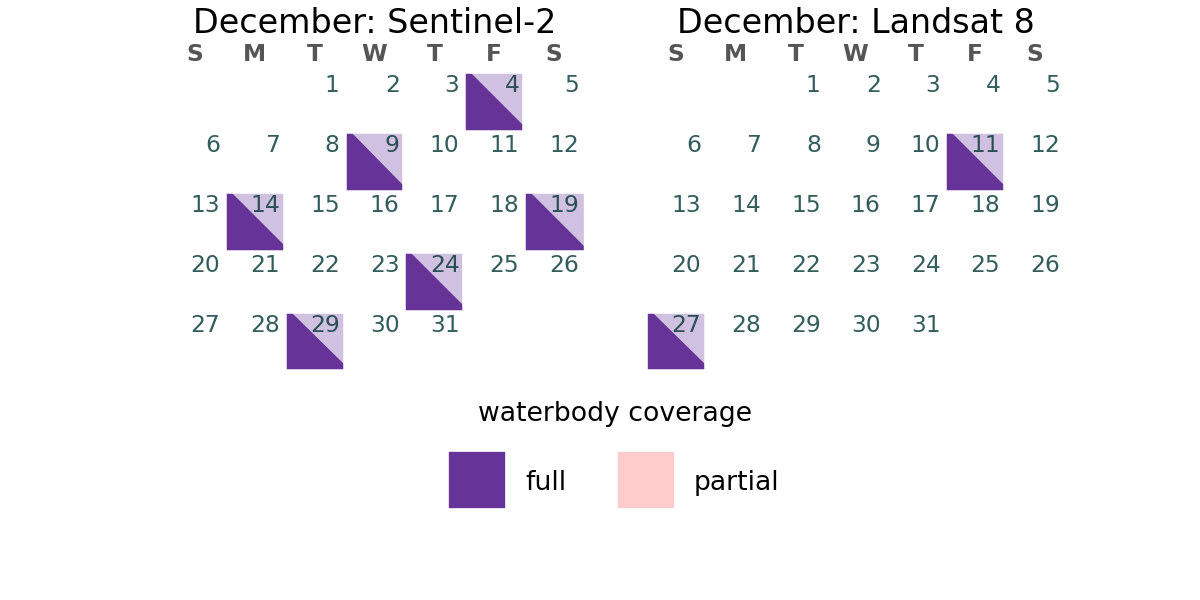 December: Sentinel-2
S M T W T F S
1 2 3 4 5
6 7 8 9 10 11 12
13 14 15 16 17 18 19
20 21 22 23 24 25 26
27 28 29 30 31
December: Landsat 8
S M T W T F S
1 2 3 4 5
6 7 8 9 10 11 12
13 14 15 16 17 18 19
20 21 22 23 24 25 26
27 28 29 30 31
waterbody coverage
full
partial